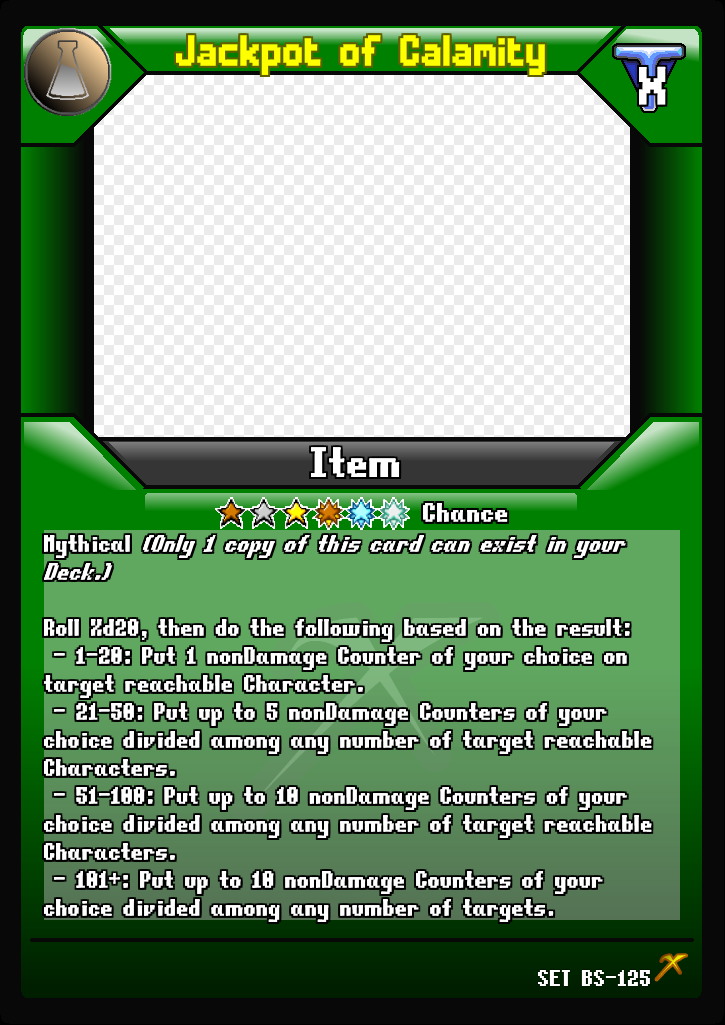 Jackpot of Calamity
X
Item
Chance
Mythical (Only 1 copy of this card can exist in your
Deck.)
Roll Xd20, then do the following based on the result:
- 1-20: Put 1 nonDamage Counter of your choice on
target reachable Character.
- 21-50: Put up to 5 nonDamage Counters of your
choice divided among any number of target reachable
Characters.
- 51-100: Put up to 10 nonDamage Counters of your
choice divided among any number of target reachable
Characters.
- 101+: Put up to 10 nonDamage Counters of your
choice divided among any number of targets.
SET BS-125